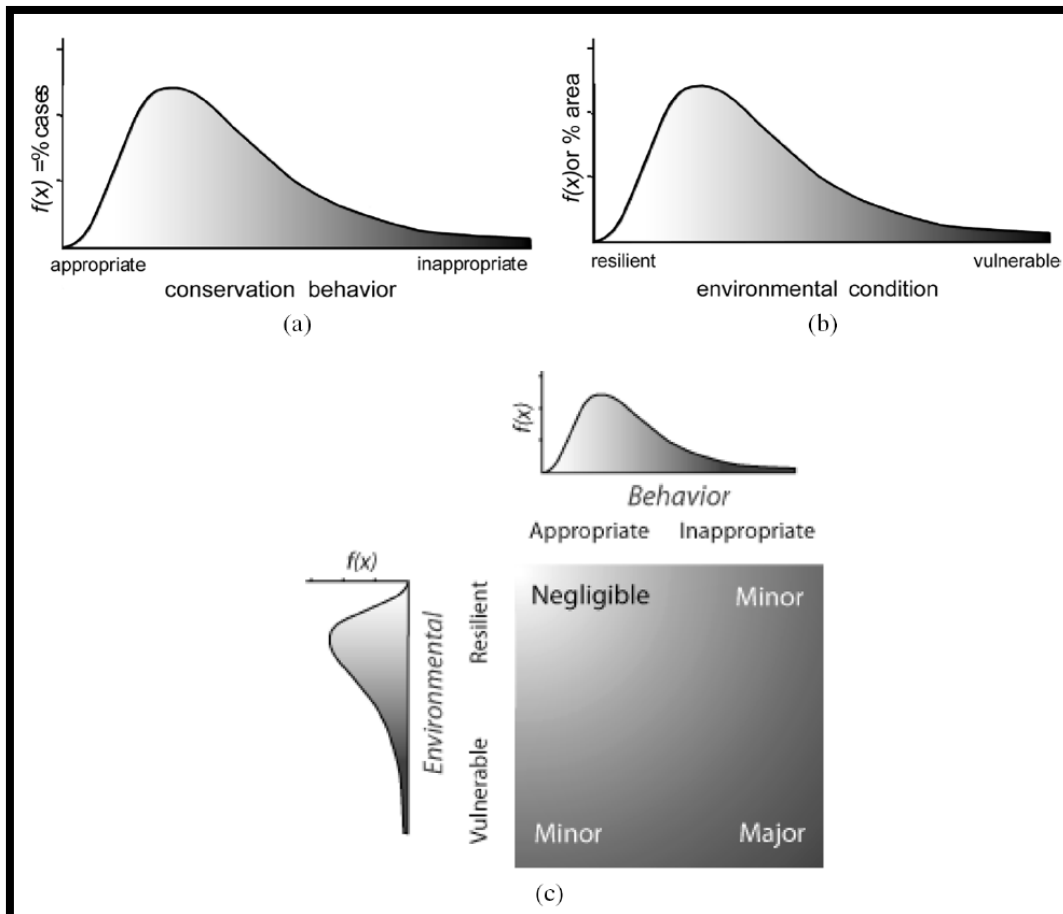 f(x) =% cases
appropriate inappropriate
conservation behavior
(a)
f(x) or % area
resilient vulnerable
environmental condition
(b)
f(x)
Behavior
Appropriate Inappropriate
f(x)
Environmental
Resilient
Vulnerable
Negligible Minor
Minor Major
(c)